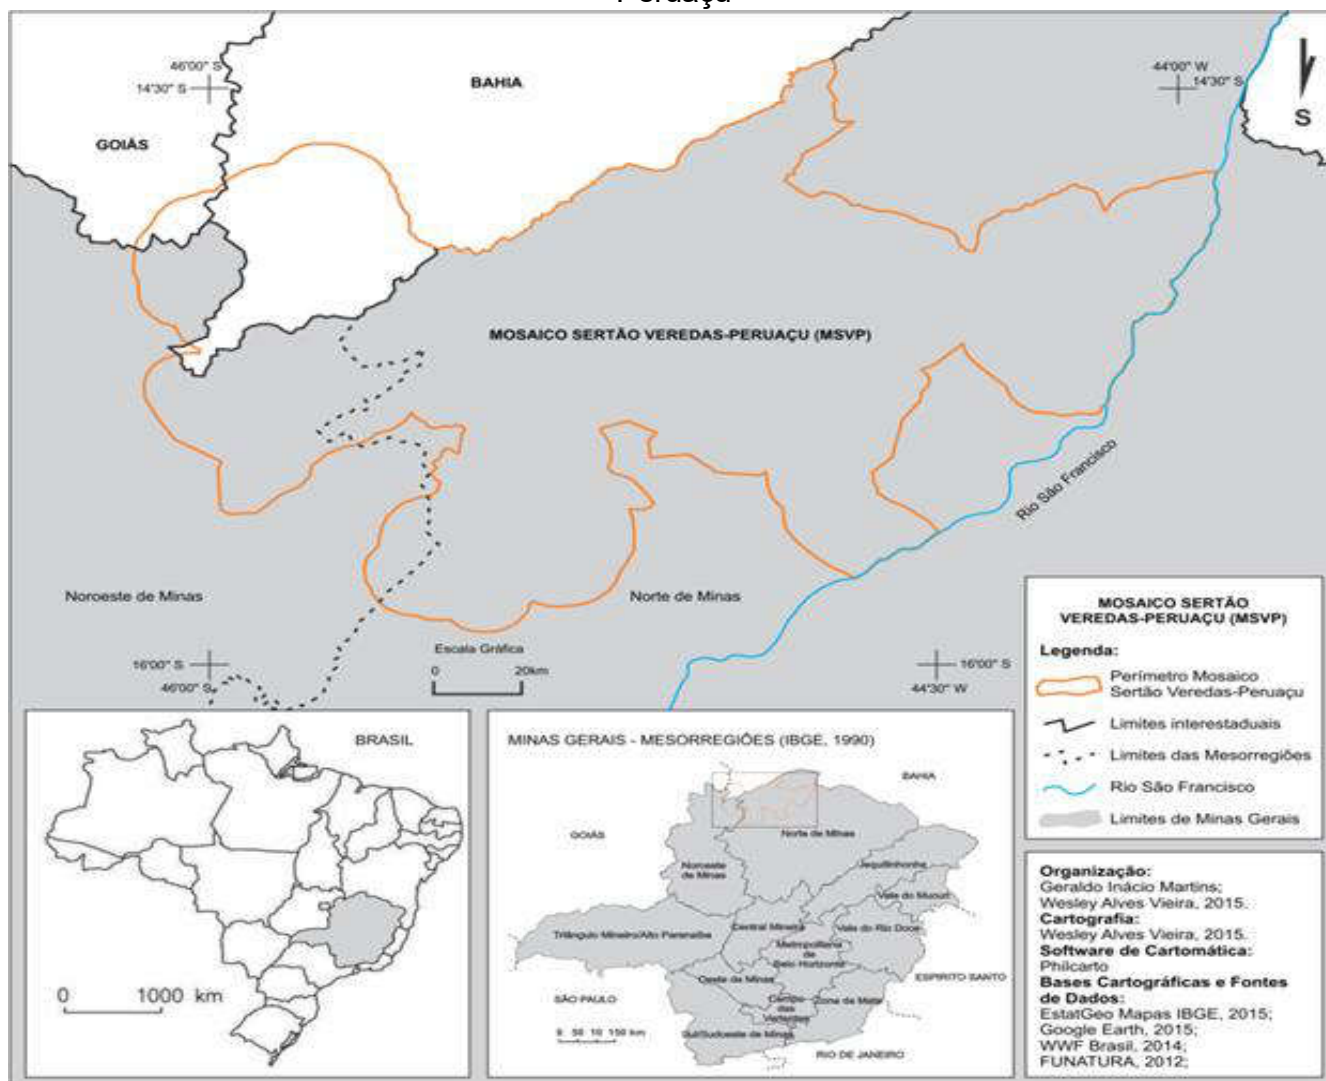 Peruaçu
46'00" S
14'30" S
BAHIA
GOIÁS
44'00" W
14'30" S
S
MOSAICO SERTÃO VEREDAS-PERUAÇU (MSVP)
Rio São Francisco
Noroeste de Minas
Norte de Minas
16'00" S
46'00" S
Escala Gráfica
0 20km
16'00" S
44'30" W
MOSAICO SERTÃO
VEREDAS-PERUAÇU (MSVP)
Legenda:
Perímetro Mosaico
Sertão Veredas-Peruaçu
Limites interestaduais
Limites das Mesorregiões
Rio São Francisco
Limites de Minas Gerais
BRASIL
0 1000 km
MINAS GERAIS - MESORREGIÕES (IBGE, 1990)
BAHIA
GOIÁS
Norte de Minas
Noroeste
de Minas
Jequitinhonha
Vale do Mucuri
Triângulo Mineiro/Alto Paranaíba
Central Mineira
Vale do Rio Doce
Metropolitana
de
Belo Horizonte
Oeste de Minas
ESPIRITO SANTO
SÃO PAULO
Campo
das
Vertentes
Zona da Mata
0 50 10 150 km
Sul/Sudoeste de Minas
RIO DE JANEIRO
Organização:
Geraldo Inácio Martins;
Wesley Alves Vieira, 2015.
Cartografia:
Wesley Alves Vieira, 2015.
Software de Cartomática:
Philcarto
Bases Cartográficas e Fontes
de Dados:
EstatGeo Mapas IBGE, 2015;
Google Earth, 2015;
WWF Brasil, 2014;
FUNATURA, 2012;